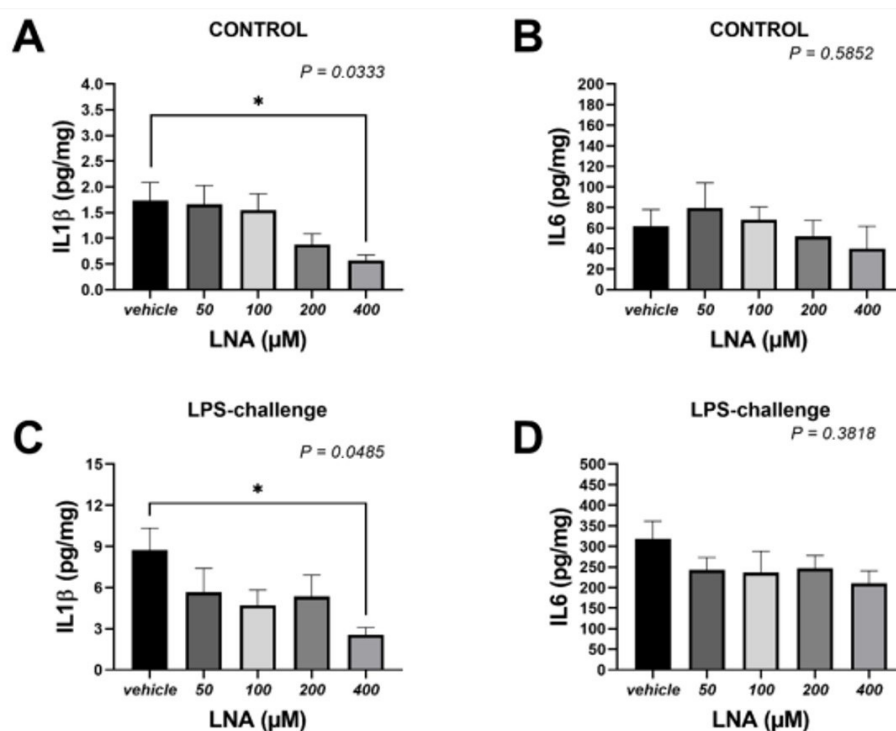 A
CONTROL
P = 0.0333
*
IL1β (pg/mg)
4.0
3.5
3.0
2.5
2.0
1.5
1.0
0.5
0.0
vehicle 50 100 200 400
LNA (µM)
B
CONTROL
P = 0.5852
IL6 (pg/mg)
200
180
160
140
120
100
80
60
40
20
0
vehicle 50 100 200 400
LNA (µM)
C
LPS-challenge
P = 0.0485
*
IL1β (pg/mg)
15
12
9
6
3
0
vehicle 50 100 200 400
LNA (µM)
D
LPS-challenge
P = 0.3818
IL6 (pg/mg)
500
450
400
350
300
250
200
150
100
50
0
vehicle 50 100 200 400
LNA (µM)